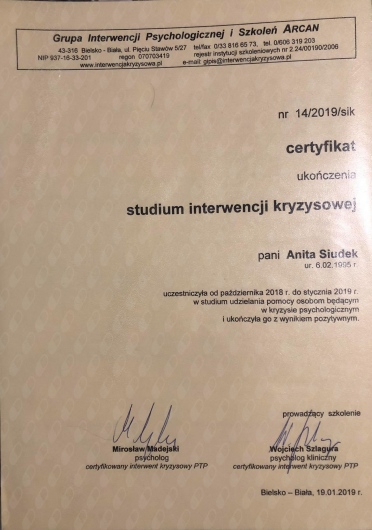 Grupa Interwencji Psychologicznej i Szkoleń ARCAN
43-316 Bielsko - Biała, ul. Pięciu Stawów 5/27 tel/fax 0/33 816 65 73, tel. 0/606 319 203
NIP 937-16-33-201 regon 070703419 rejestr instytucji szkoleniowych nr 2.24/00190/2006
www.interwencjakryzysowa.pl e-mail: gipis@interwencjakryzysowa.pl
nr 14/2019/sik
certyfikat
ukończenia
studium interwencji kryzysowej
pani Anita Siudek
ur. 6.02.1995 r.
uczestniczyła od października 2018 r. do stycznia 2019 r.
w studium udzielania pomocy osobom będącym
w kryzysie psychologicznym
i ukończyła go z wynikiem pozytywnym.
prowadzący szkolenie
Mirosław Madejski Wojciech Szlagura
psycholog psycholog kliniczny
certyfikowany interwent kryzysowy PTP certyfikowany interwent kryzysowy PTP
Bielsko – Biała, 19.01.2019 r.